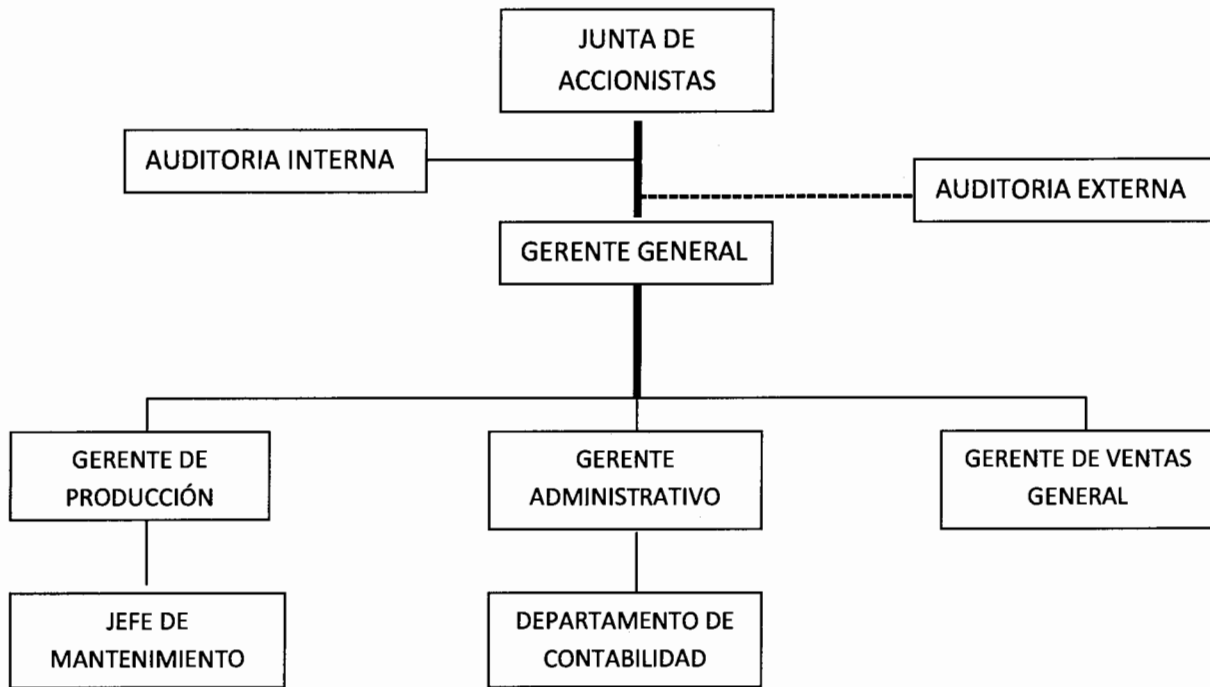 JUNTA DE
ACCIONISTAS
AUDITORIA INTERNA
AUDITORIA EXTERNA
GERENTE GENERAL
GERENTE DE
PRODUCCIÓN
GERENTE
ADMINISTRATIVO
GERENTE DE VENTAS
GENERAL
JEFE DE
MANTENIMIENTO
DEPARTAMENTO DE
CONTABILIDAD